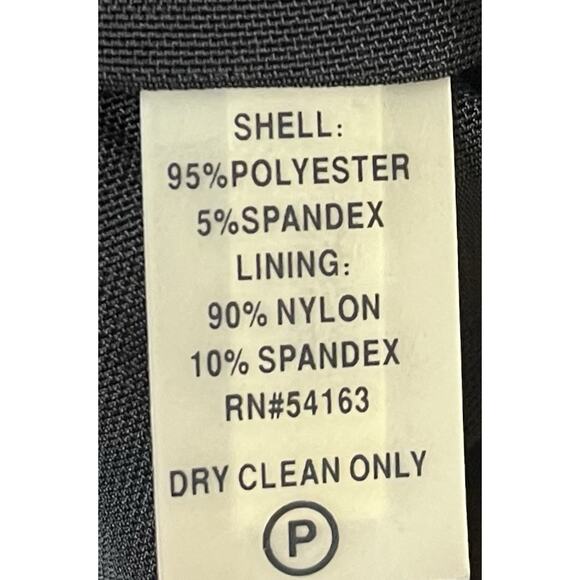 SHELL:
95%POLYESTER
5%SPANDEX
LINING:
90% NYLON
10% SPANDEX
RN#54163
DRY CLEAN ONLY
P